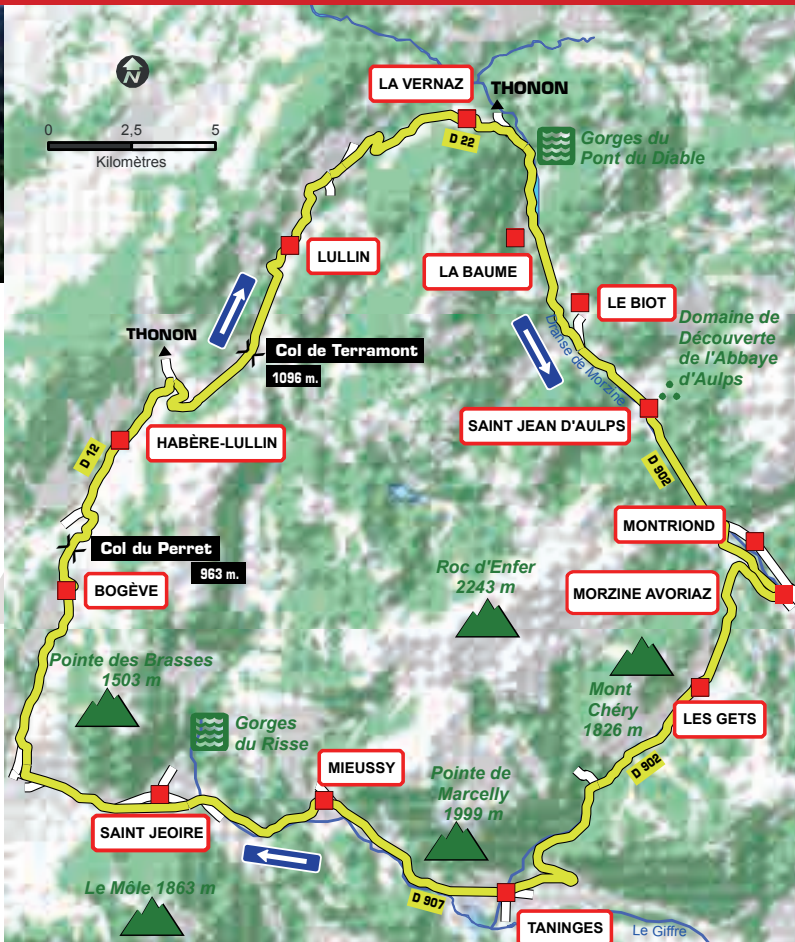 N
0 2,5 5
Kilomètres
LA VERNAZ
THONON
D 22
Gorges du
Pont du Diable
LULLIN
LA BAUME
LE BIOT
THONON
Col de Terramont
1096 m.
Dranse de Morzine
Domaine de
Découverte
de l'Abbaye
d'Aulps
SAINT JEAN D'AULPS
HABÈRE-LULLIN
D 12
D 902
MONTRIOND
Col du Perret
963 m.
Roc d'Enfer
2243 m
MORZINE AVORIAZ
BOGÈVE
Pointe des Brasses
1503 m
Mont
Chéry
1826 m
LES GETS
Gorges
du Risse
MIEUSSY
Pointe de
Marcelly
1999 m
D 902
SAINT JEOIRE
Le Môle 1863 m
D 907
TANINGES
Le Giffre